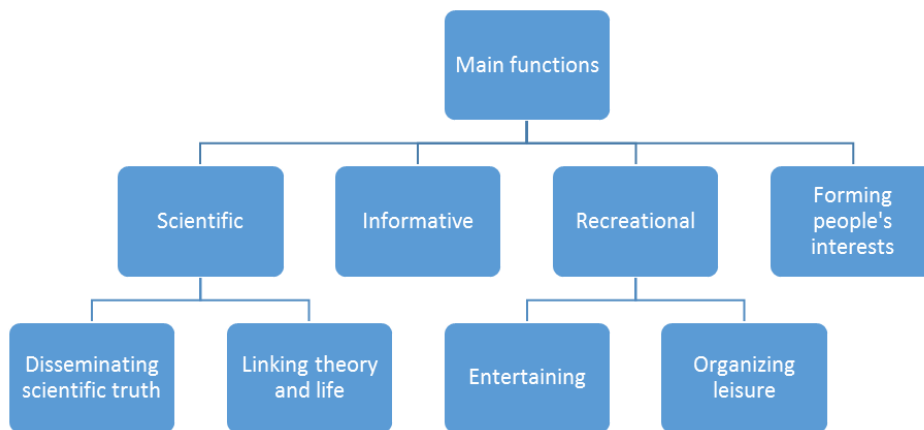 Main functions
Scientific
Informative
Recreational
Forming
people's
interests
Disseminating
scientific truth
Linking theory
and life
Entertaining
Organizing
leisure